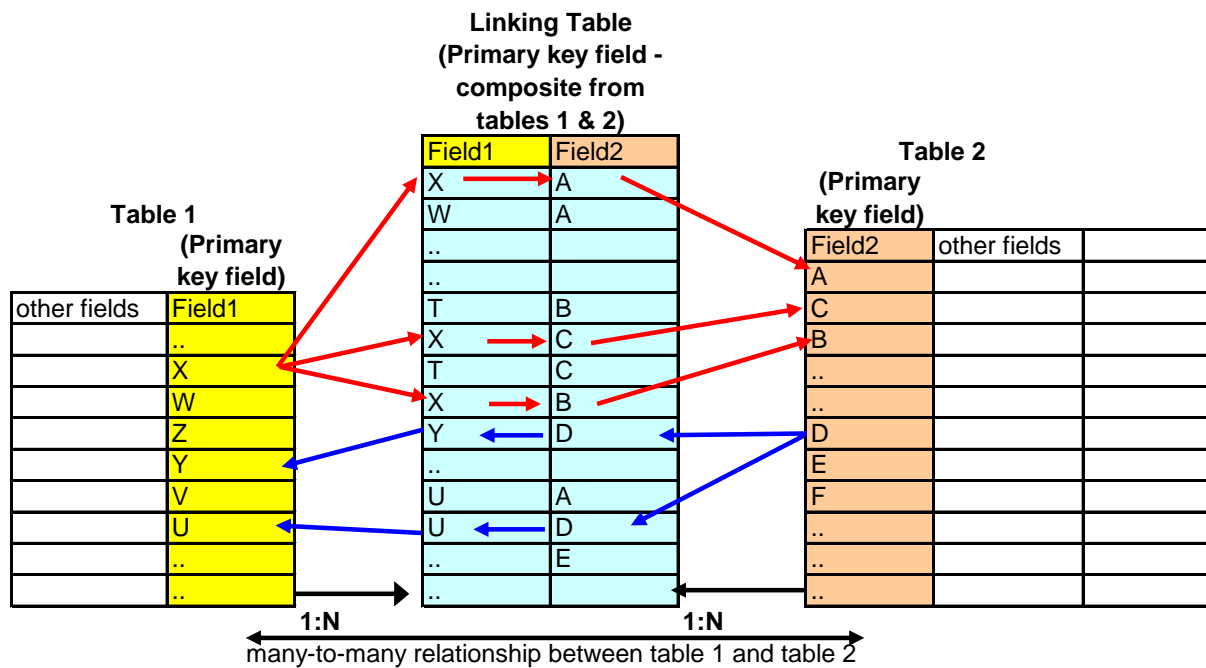 Linking Table
(Primary key field -
composite from
tables 1 & 2)
Field1 Field2
X A
W A
..
..
T B
X C
T C
X B
Y D
..
U A
U D
.. E
..
Table 1
(Primary
key field)
other fields Field1
..
X
W
Z
Y
V
U
..
..
Table 2
(Primary
key field)
Field2 other fields
A
C
B
..
..
D
E
F
..
..
..
1:N 1:N
many-to-many relationship between table 1 and table 2